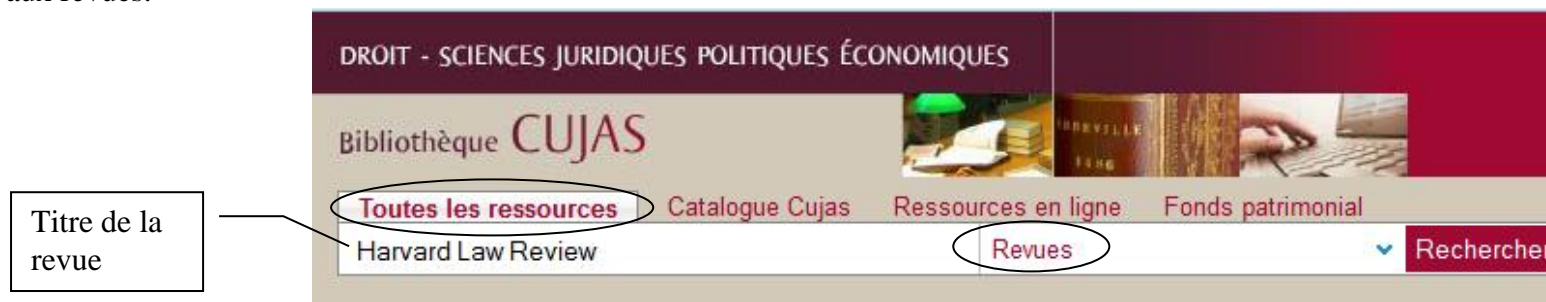 aux revues.
DROIT - SCIENCES JURIDIQUES POLITIQUES ÉCONOMIQUES
Bibliothèque CUJAS
Toutes les ressources Catalogue Cujas Ressources en ligne Fonds patrimonial
Titre de la
revue
Harvard Law Review Revues Rechercher